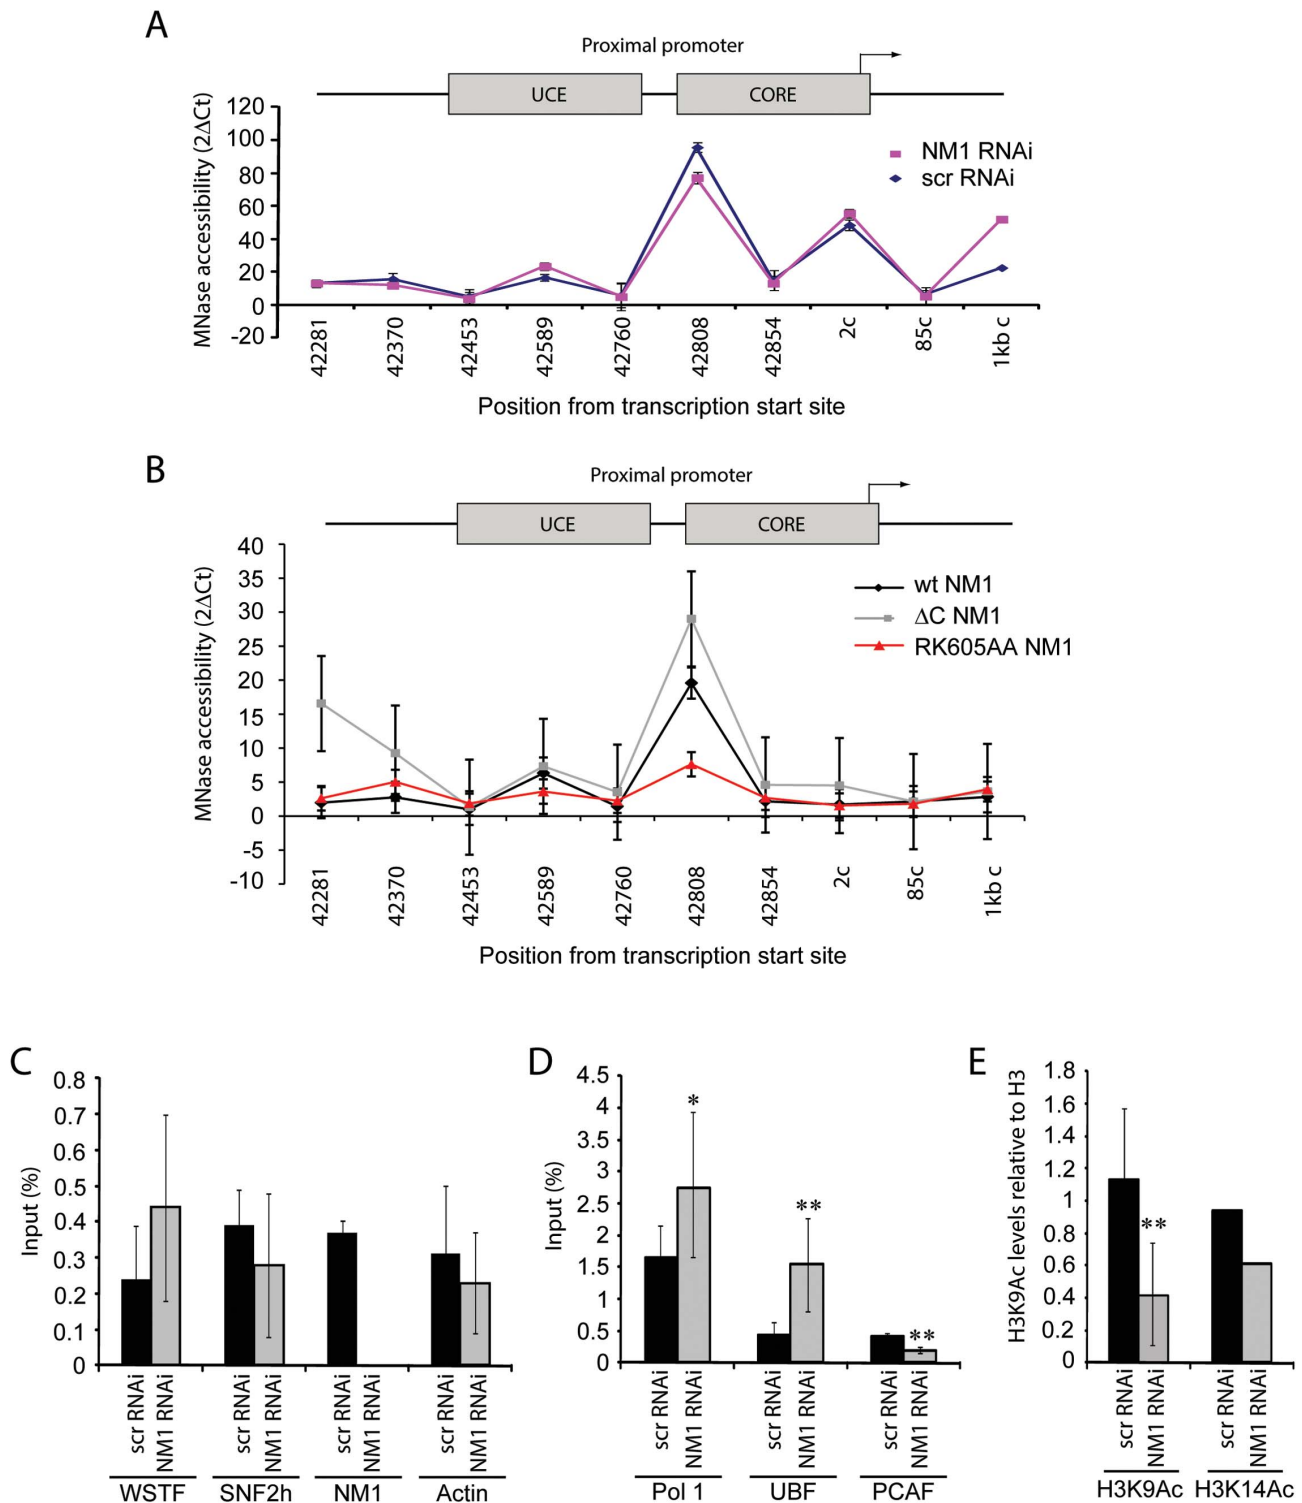 A
Proximal promoter
UCE
CORE
MNase accessibility (2ΔCt)
120
100
80
60
40
20
0
-20
NM1 RNAi
scr RNAi
42281
42370
42453
42589
42760
42808
42854
2c
85c
1kb c
Position from transcription start site
B
Proximal promoter
UCE
CORE
MNase accessibility (2ΔCt)
40
35
30
25
20
15
10
5
0
-5
-10
wt NM1
ΔC NM1
RK605AA NM1
42281
42370
42453
42589
42760
42808
42854
2c
85c
1kb c
Position from transcription start site
C
Input (%)
0.8
0.7
0.6
0.5
0.4
0.3
0.2
0.1
0
scr RNAi
NM1 RNAi
scr RNAi
NM1 RNAi
scr RNAi
NM1 RNAi
scr RNAi
NM1 RNAi
WSTF
SNF2h
NM1
Actin
D
Input (%)
4.5
4
3.5
3
2.5
2
1.5
1
0.5
0
*
**
**
scr RNAi
NM1 RNAi
scr RNAi
NM1 RNAi
scr RNAi
NM1 RNAi
Pol 1
UBF
PCAF
E
H3K9Ac levels relative to H3
1.8
1.6
1.4
1.2
1
0.8
0.6
0.4
0.2
0
**
scr RNAi
NM1 RNAi
scr RNAi
NM1 RNAi
H3K9Ac
H3K14Ac